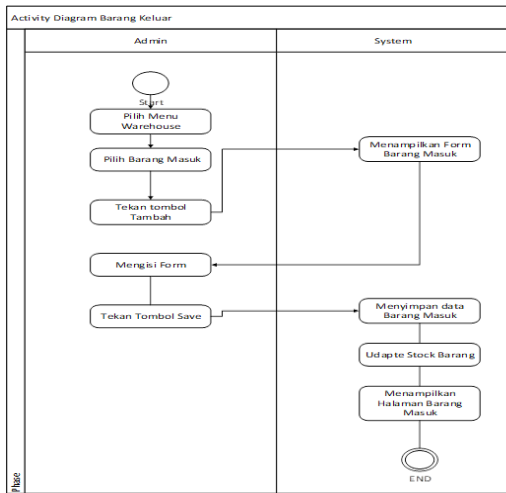 Activity Diagram Barang Keluar
Admin
System
Start
Pilih Menu
Warehouse
Pilih Barang Masuk
Menampilkan Form
Barang Masuk
Tekan tombol
Tambah
Mengisi Form
Tekan Tombol Save
Menyimpan data
Barang Masuk
Udapte Stock Barang
Menampilkan
Halaman Barang
Masuk
END
Phase